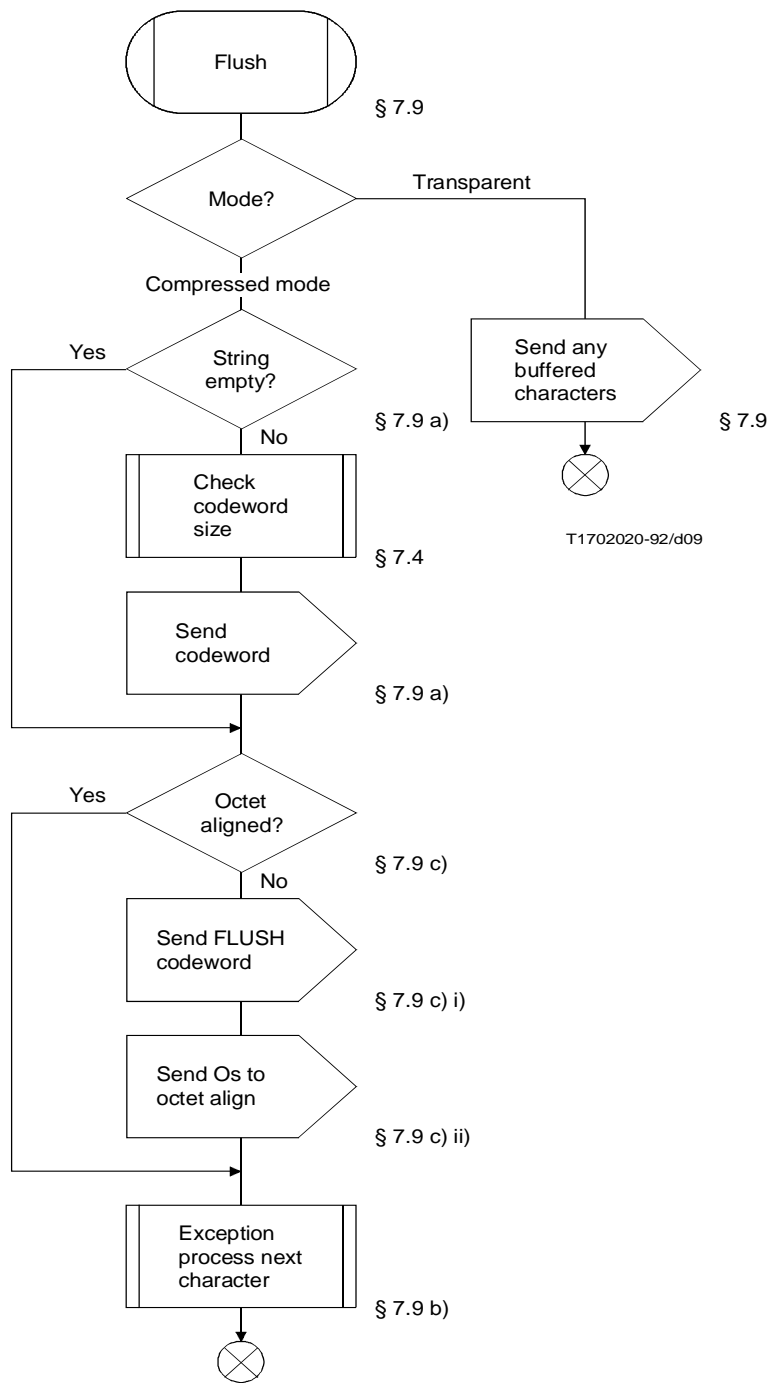 Flush
§ 7.9
Mode?
Transparent
Compressed mode
Yes
String
empty?
§ 7.9 a)
No
Send any
buffered
characters
§ 7.9
Check
codeword
size
§ 7.4
T1702020-92/d09
Send
codeword
§ 7.9 a)
Yes
Octet
aligned?
§ 7.9 c)
No
Send FLUSH
codeword
§ 7.9 c) i)
Send Os to
octet align
§ 7.9 c) ii)
Exception
process next
character
§ 7.9 b)